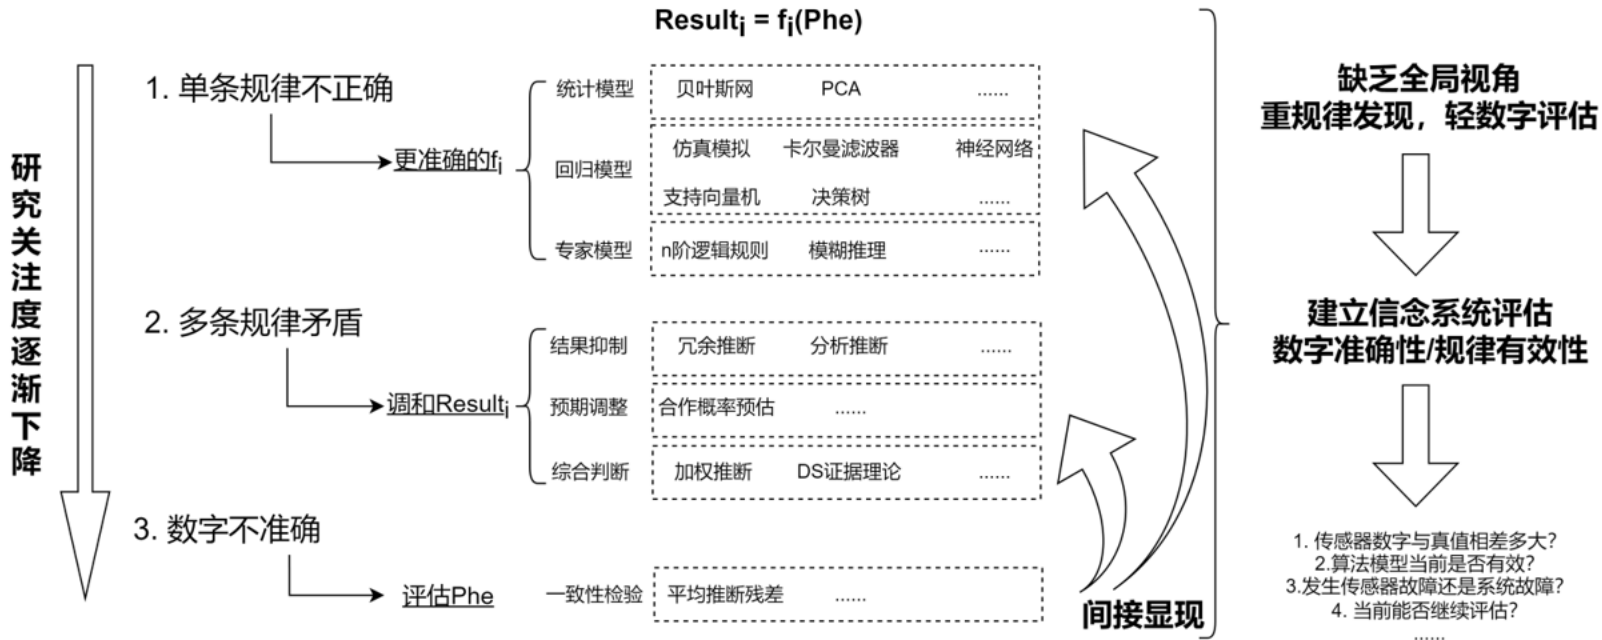 Resultᵢ = fᵢ(Phe)
研究关注度逐渐下降
1. 单条规律不正确
更准确的fᵢ
统计模型
贝叶斯网 PCA ......
回归模型
仿真模拟 卡尔曼滤波器 神经网络
支持向量机 决策树 ......
专家模型
n阶逻辑规则 模糊推理 ......
2. 多条规律矛盾
调和Resultᵢ
结果抑制
冗余推断 分析推断 ......
预期调整
合作概率预估 ......
综合判断
加权推断 DS证据理论 ......
3. 数字不准确
评估Phe
一致性检验
平均推断残差 ......
间接显现
缺乏全局视角
重规律发现，轻数字评估
建立信念系统评估
数字准确性/规律有效性
1. 传感器数字与真值相差多大?
2.算法模型当前是否有效?
3.发生传感器故障还是系统故障?
4. 当前能否继续评估?
......